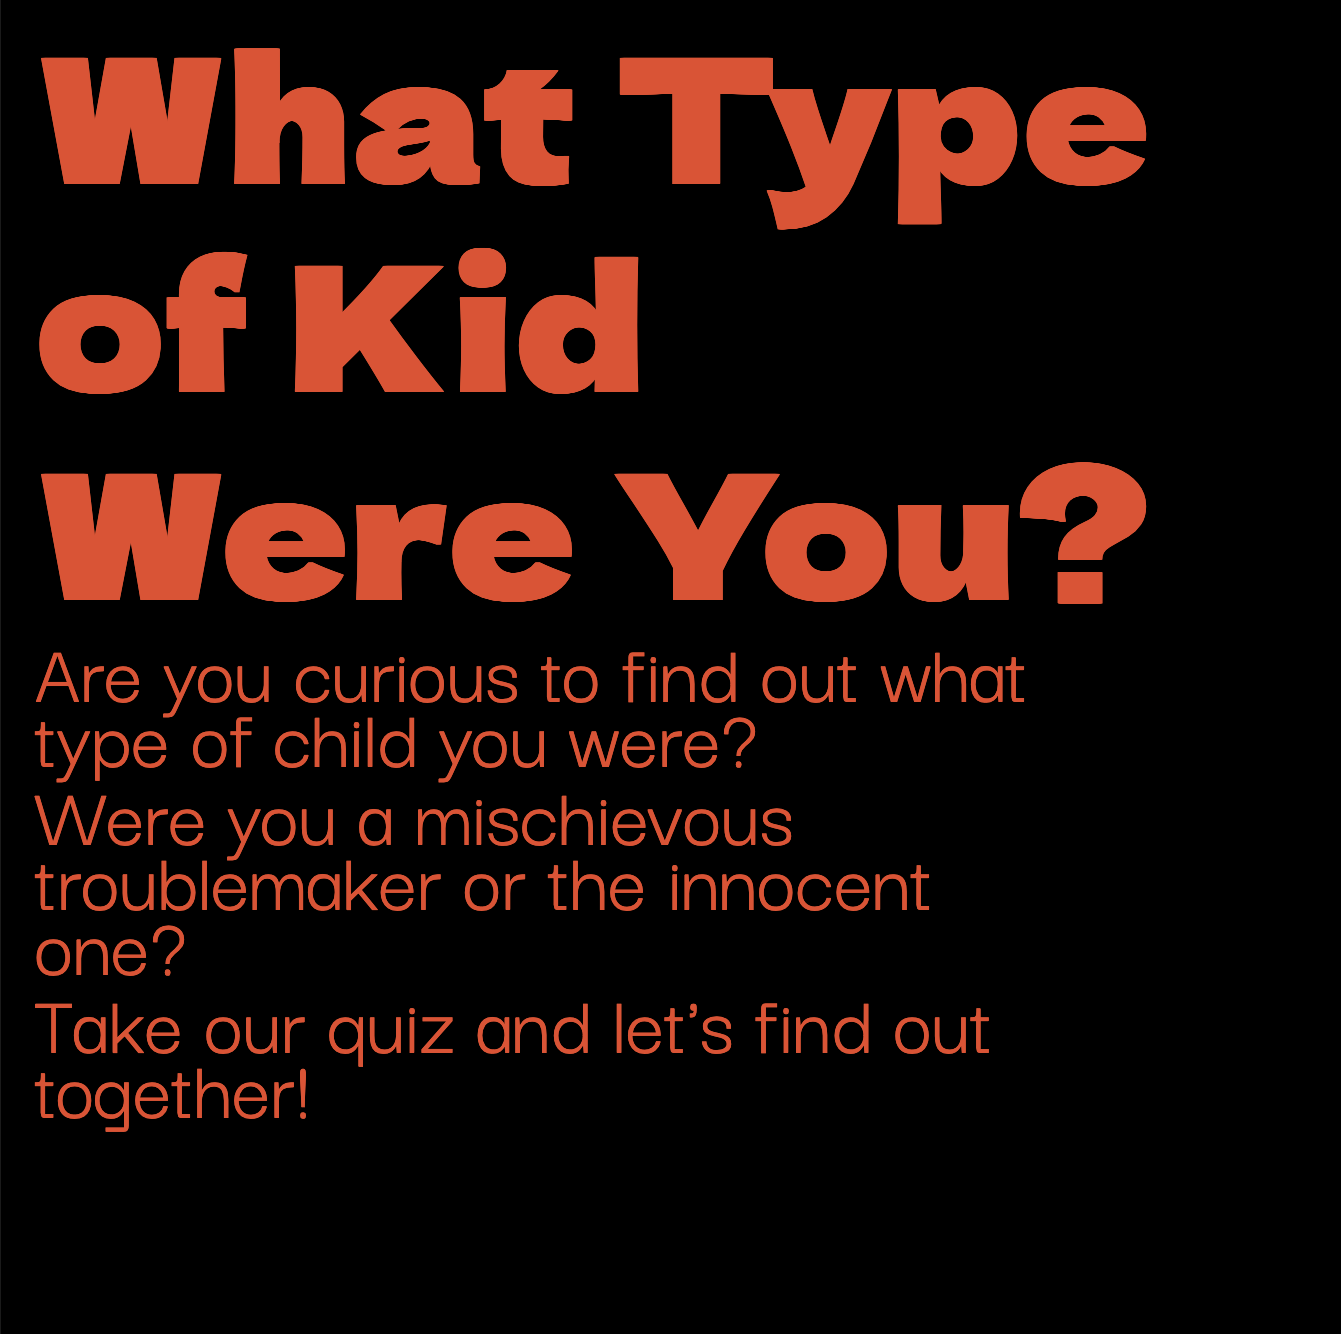 What Type
of Kid
Were You?
Are you curious to find out what
type of child you were?
Were you a mischievous
troublemaker or the innocent
one?
Take our quiz and let’s find out
together!